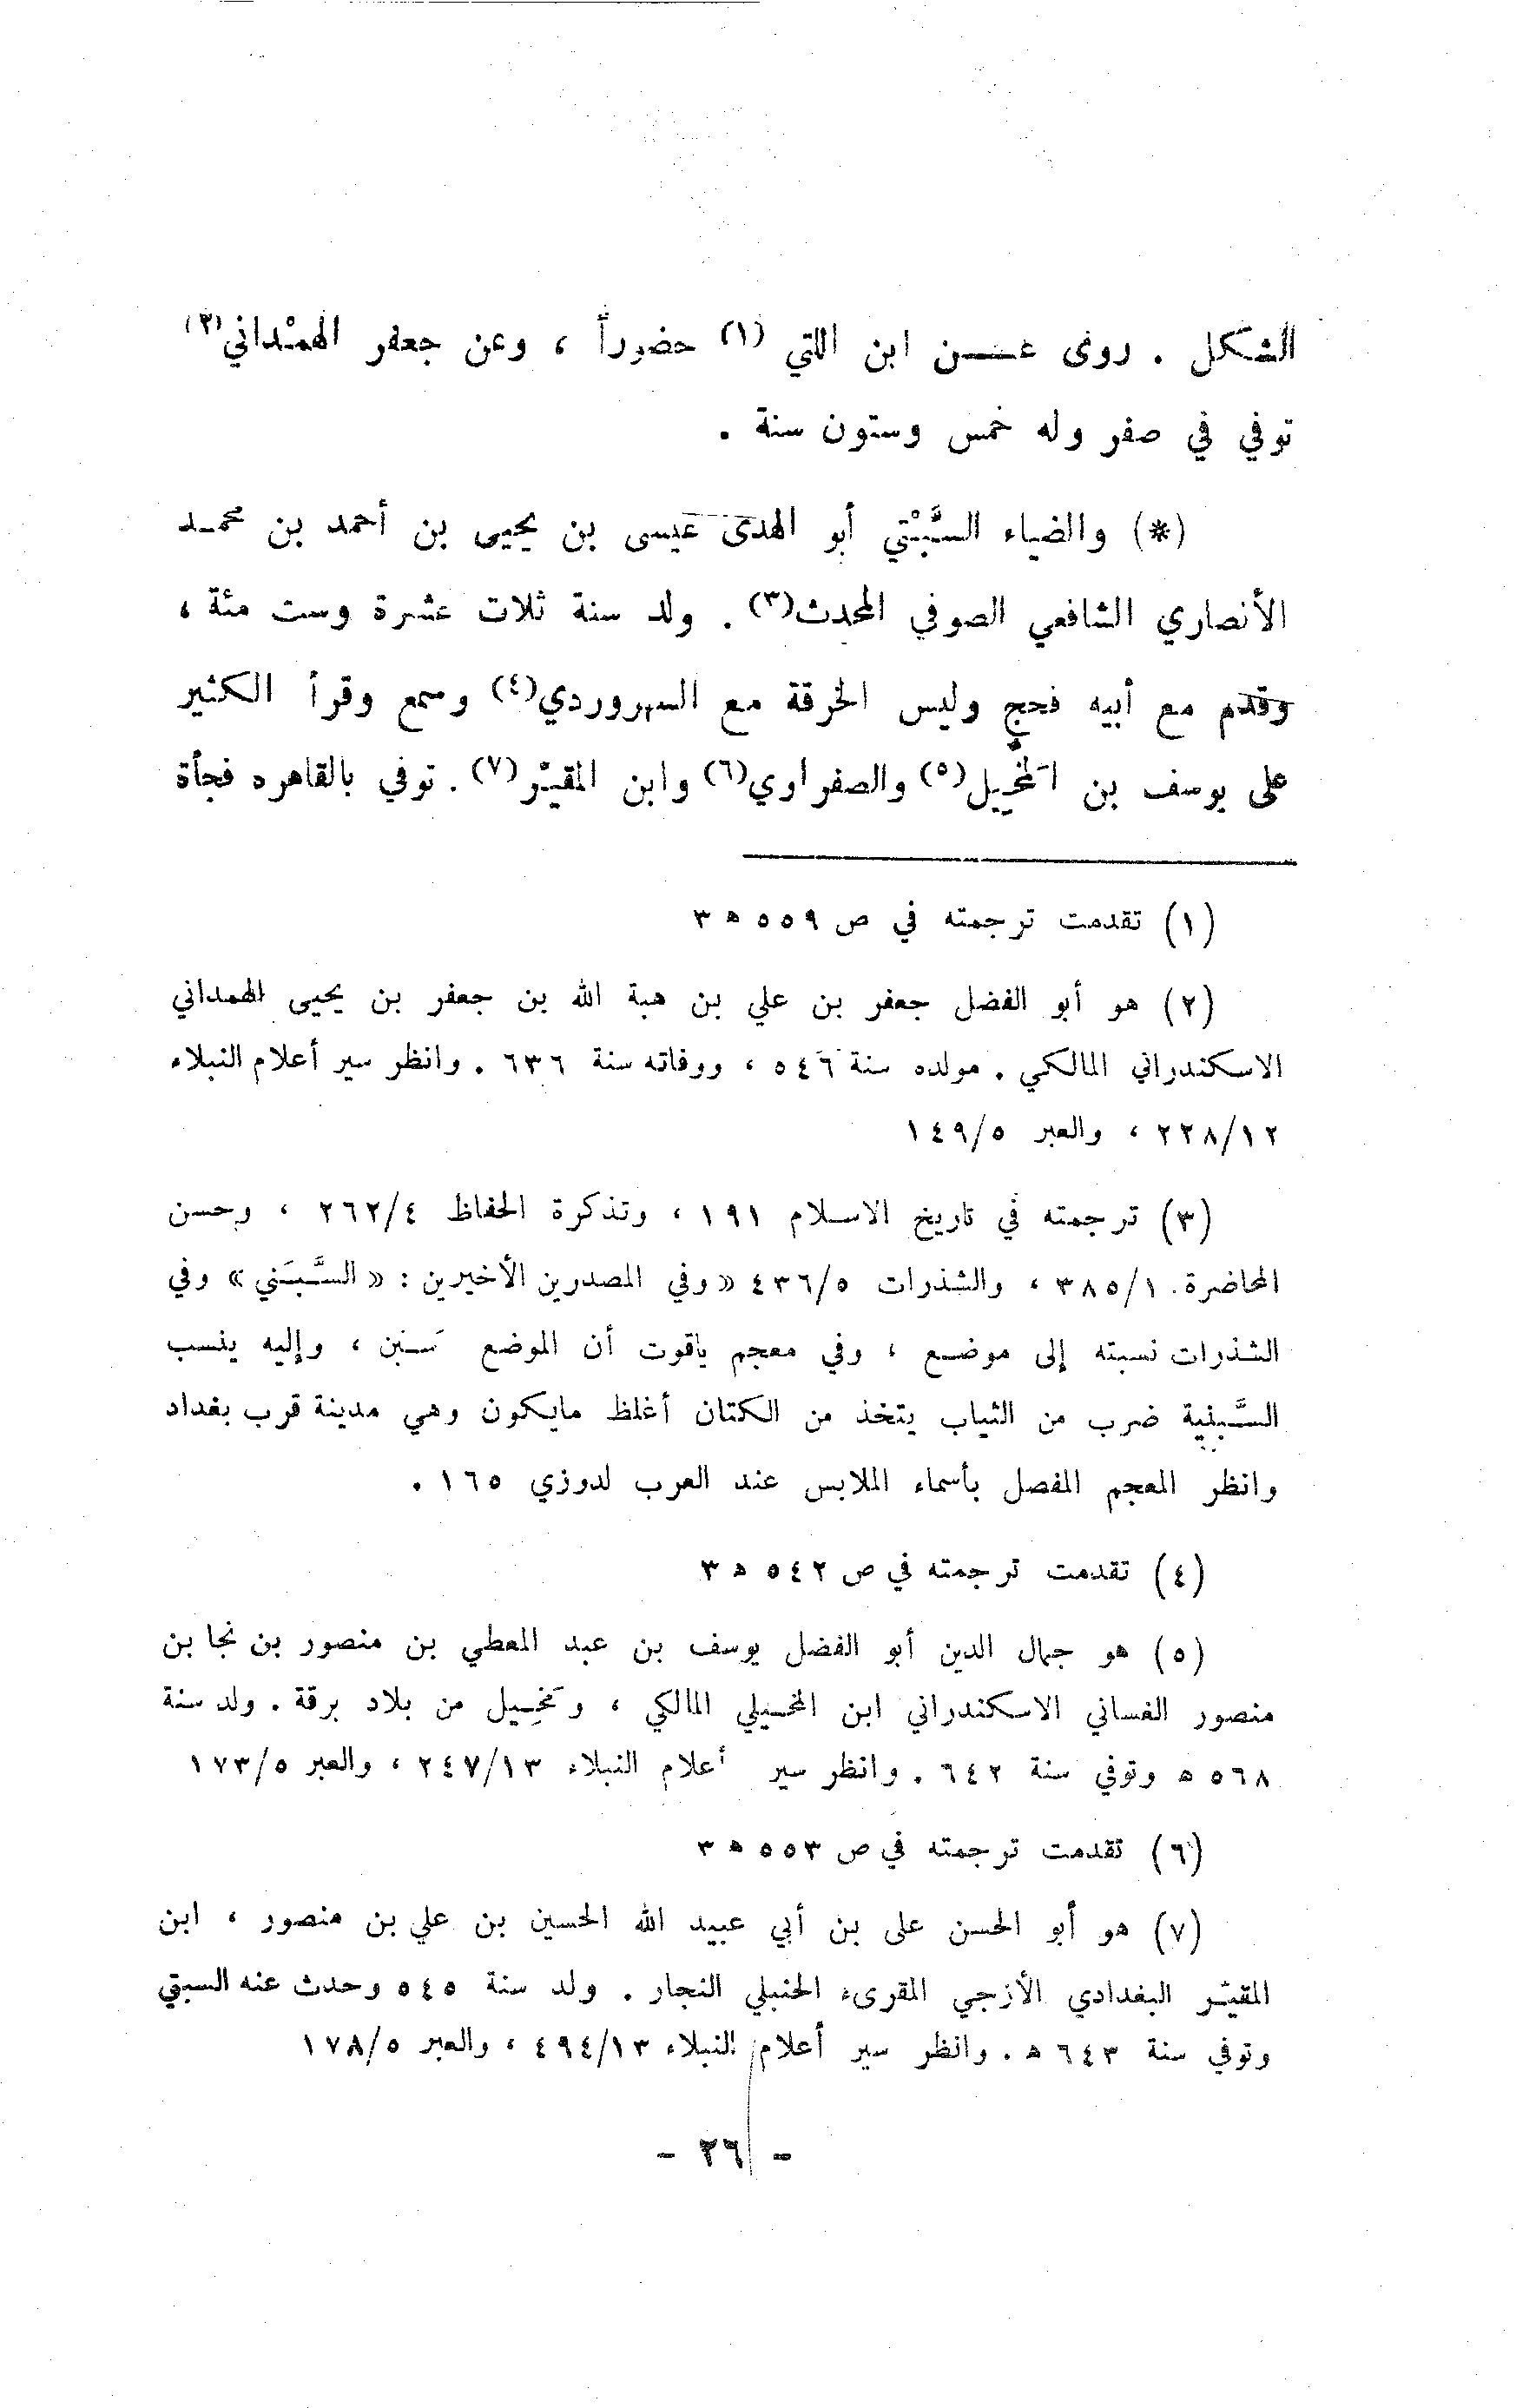 الشكل . روى عـــن ابن اللتي (١) حضوراً ، وعن جعفر الهمْداني(٢)
توفي في صفر وله خمس وستون سنة .
(*) والضياء السَّبْتي أبو الهدى عيسى بن يحيى بن أحمد بن محمـد
الأنصاري الشافعي الصوفي المحدث(٣) . ولد سنة ثلاث عشرة وست مئة ،
وقدم مع أبيه فحج ولبس الخرقة مع السهروردي(٤) وسمع وقرأ الكثير
على يوسف بن المَخِيل(٥) والصفراوي(٦) وابن المقيّر(٧) . توفي بالقاهره فجأة
(١) تقدمت ترجمته في ص ٥٥٩ ه ٣
(٢) هو أبو الفضل جعفر بن علي بن هبة الله بن جعفر بن يحيى الهمداني
الاسكندراني المالكي . مولده سنة ٥٤٦ ، ووفاته سنة ٦٣٦ . وانظر سير أعلام النبلاء
٢٢٨/١٢ ، والعبر ١٤٩/٥
(٣) ترجمته في تاريخ الاسلام ١٩١ ، وتذكرة الحفاظ ٢٦٢/٤ ، وحسن
المحاضرة ٣٨٥/١ ، والشذرات ٤٣٦/٥ « وفي المصدرين الأخيرين : « السَّبَني » وفي
الشذرات نسبته إلى موضع ، وفي معجم ياقوت أن الموضع سَبَن ، وإليه ينسب
السَّبنية ضرب من الثياب يتخذ من الكتان أغلظ مايكون وهي مدينة قرب بغداد
وانظر المعجم المفصل بأسماء الملابس عند العرب لدوزي ١٦٥ .
(٤) تقدمت ترجمته في ص ٥٤٢ ه ٣
(٥) هو جمال الدين أبو الفضل يوسف بن عبد المعطي بن منصور بن نجا بن
منصور الغساني الاسكندراني ابن المخيلي المالكي ، ومَخِيل من بلاد برقة . ولد سنة
٥٦٨ ه وتوفي سنة ٦٤٢ . وانظر سير أعلام النبلاء ٢٤٧/١٣ ، والعبر ١٧٣/٥
(٦) تقدمت ترجمته في ص ٥٥٣ ه ٣
(٧) هو أبو الحسن على بن أبي عبيد الله الحسين بن علي بن منصور ، ابن
المقيّر البغدادي الأزجي المقرىء الحنبلي النجار . ولد سنة ٥٤٥ وحدث عنه السبتي
وتوفي سنة ٦٤٣ ه . وانظر سير أعلام النبلاء ٤٩٤/١٣ ، والعبر ١٧٨/٥
- ٢٦ -